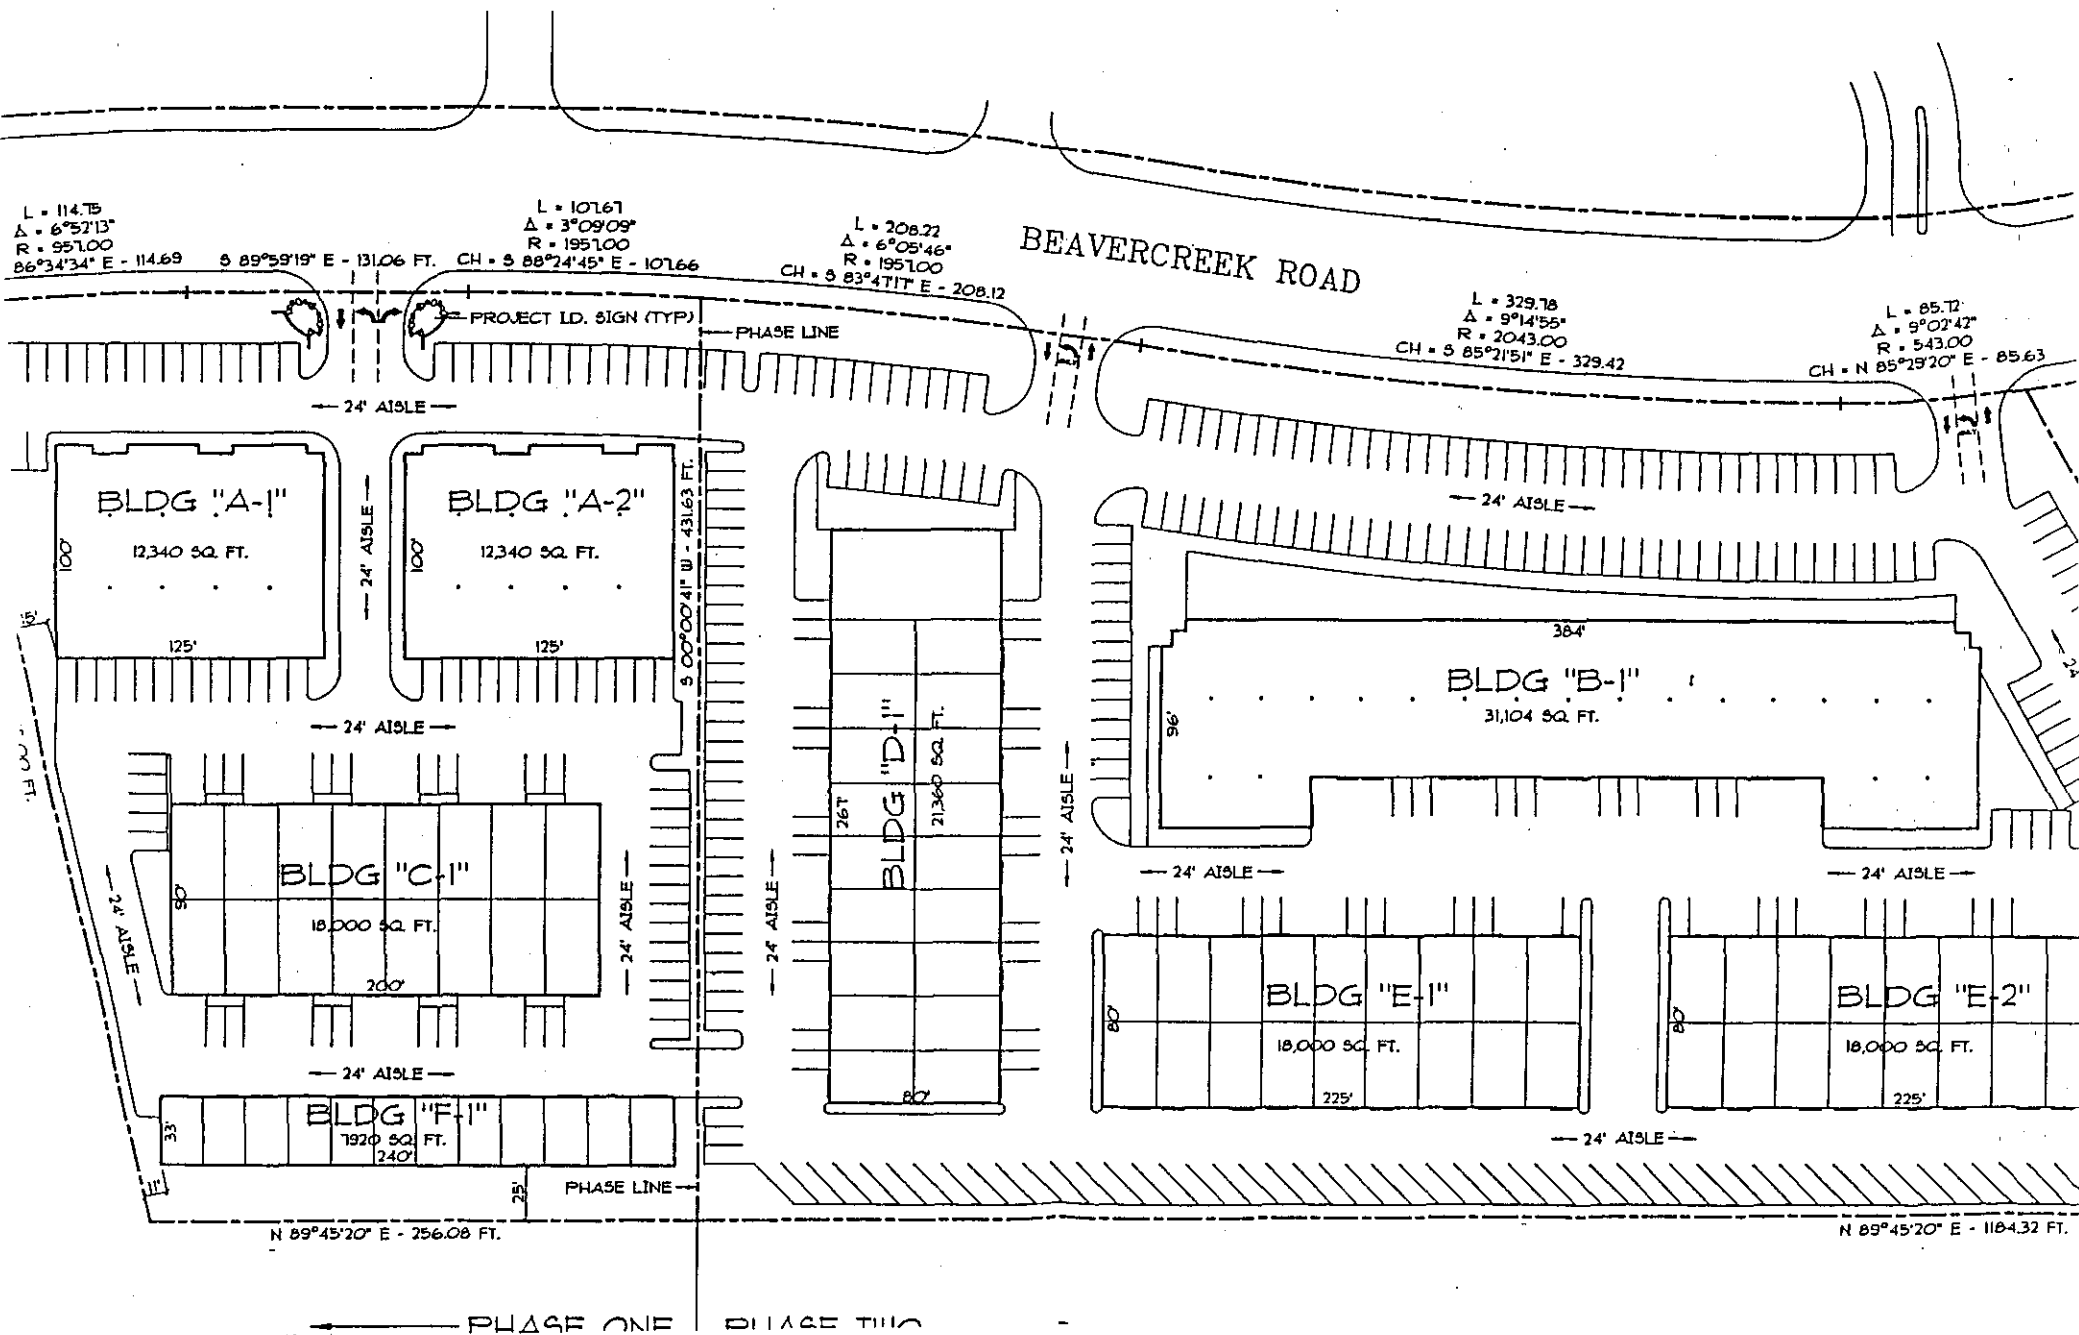 L = 114.75
Δ = 6°52'13"
R = 957.00
86°34'34" E - 114.69
S 89°59'19" E - 131.06 FT.
L = 107.67
Δ = 3°09'09"
R = 1957.00
CH = S 88°24'45" E - 107.66
L = 208.22
Δ = 6°05'46"
R = 1957.00
CH = S 83°47'17" E - 208.12
BEAVERCREEK ROAD
L = 329.78
Δ = 9°14'55"
R = 2043.00
CH = S 85°21'51" E - 329.42
L = 85.72
Δ = 9°02'42"
R = 543.00
CH = N 85°29'20" E - 85.63
PROJECT I.D. SIGN (TYP)
PHASE LINE
24' AISLE
BLDG "A-1"
12,340 SQ. FT.
100'
125'
24' AISLE
BLDG "A-2"
12,340 SQ. FT.
100'
125'
S 00°00'41" W - 431.63 FT.
24' AISLE
15'
24' AISLE
BLDG "B-1"
31,104 SQ. FT.
384'
96'
24'
BLDG "D-1"
21,360 SQ. FT.
267'
80'
24' AISLE
24' AISLE
24' AISLE
24' AISLE
00 FT.
BLDG "C-1"
18,000 SQ. FT.
90'
200'
24' AISLE
24' AISLE
24' AISLE
BLDG "E-1"
18,000 SQ. FT.
80'
225'
BLDG "E-2"
18,000 SQ. FT.
80'
225'
24' AISLE
BLDG "F-1"
7920 SQ. FT.
240'
33'
11'
25'
PHASE LINE
N 89°45'20" E - 256.08 FT.
N 89°45'20" E - 1184.32 FT.
PHASE ONE
PHASE TWO